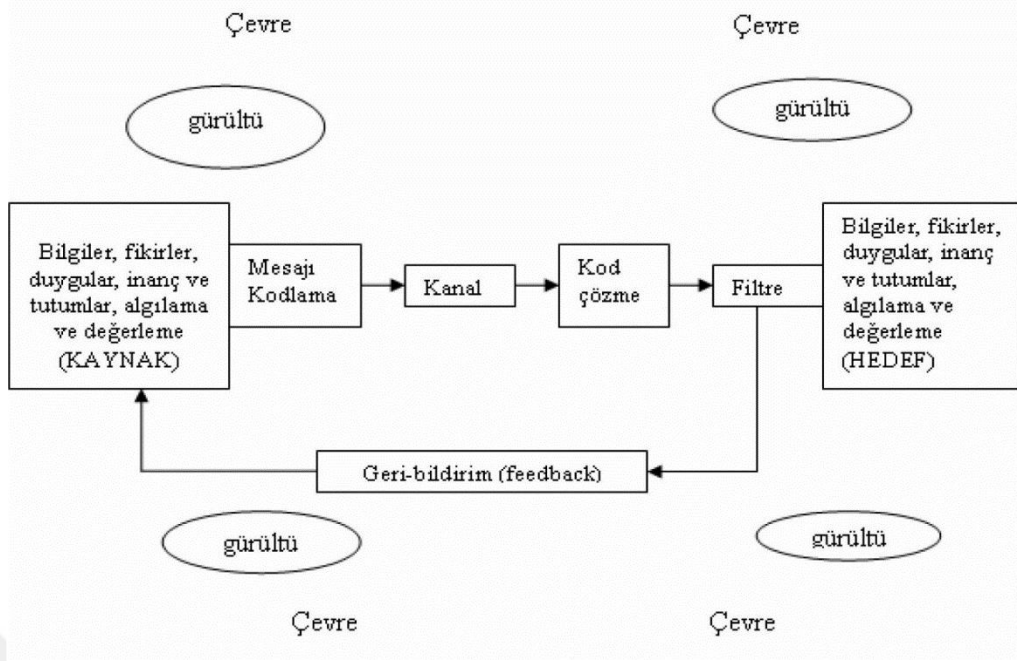 Çevre
Çevre
gürültü
gürültü
Bilgiler, fikirler,
duygular, inanç ve
tutumlar, algılama
ve değerleme
(KAYNAK)
Mesajı
Kodlama
Kanal
Kod
çözme
Filtre
Bilgiler, fikirler,
duygular, inanç
ve tutumlar,
algılama ve
değerleme
(HEDEF)
Geri-bildirim (feedback)
gürültü
gürültü
Çevre
Çevre